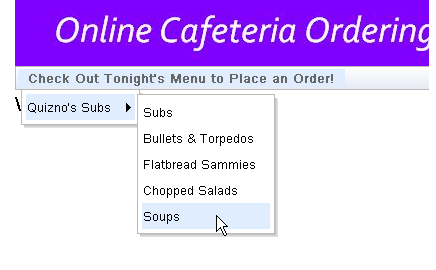 Online Cafeteria Ordering
Check Out Tonight's Menu to Place an Order!
\
Quizno's Subs
Subs
Bullets & Torpedos
Flatbread Sammies
Chopped Salads
Soups